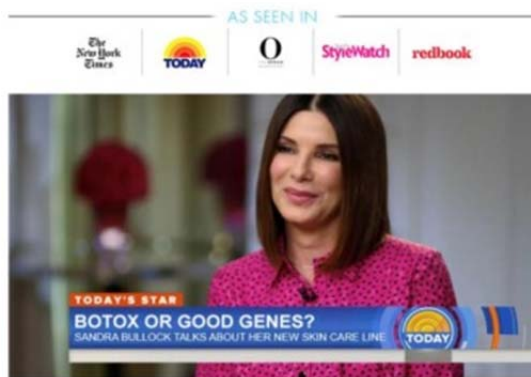 AS SEEN IN
The
New York
Times
TODAY
O
StyleWatch
redbook
TODAY'S STAR
BOTOX OR GOOD GENES?
SANDRA BULLOCK TALKS ABOUT HER NEW SKIN CARE LINE
TODAY